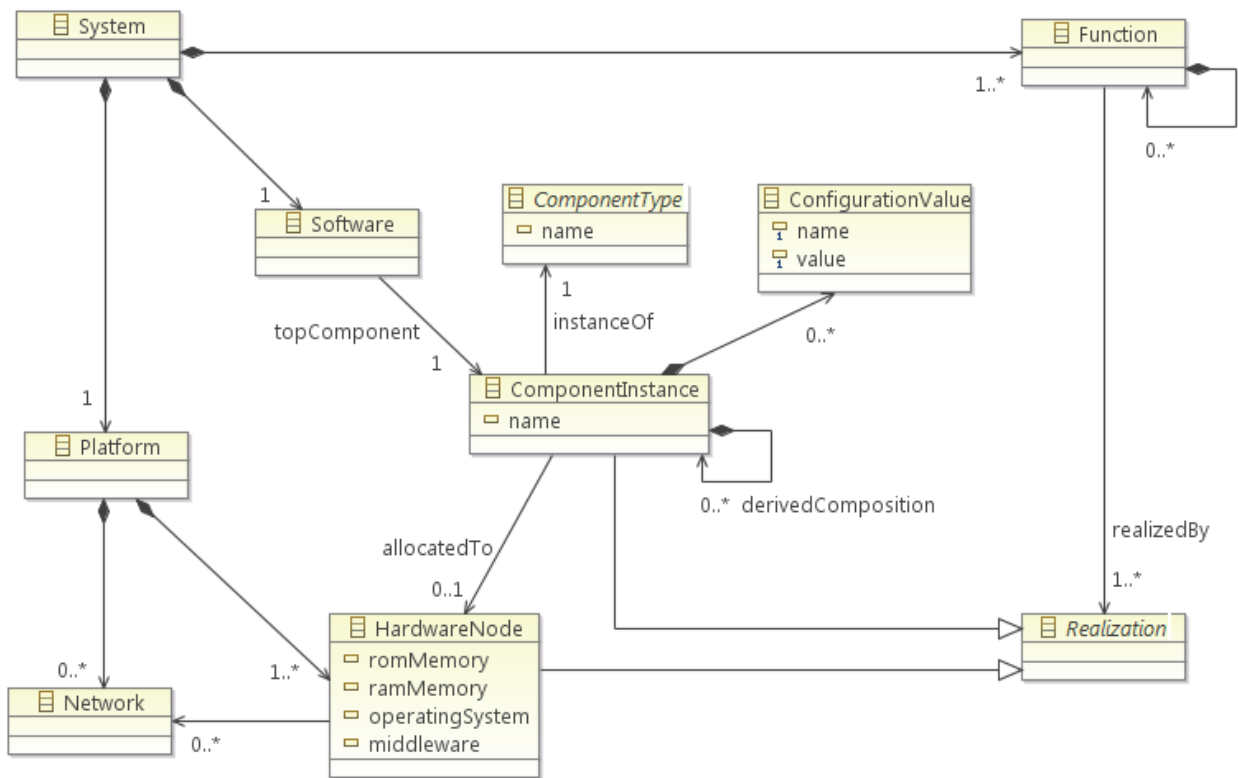 System
Function
1..*
0..*
1
Software
ComponentType
name
ConfigurationValue
name
value
1
instanceOf
0..*
topComponent
1
ComponentInstance
name
1
Platform
0..* derivedComposition
allocatedTo
0..1
realizedBy
1..*
HardwareNode
romMemory
ramMemory
operatingSystem
middleware
Realization
0..*
1..*
Network
0..*